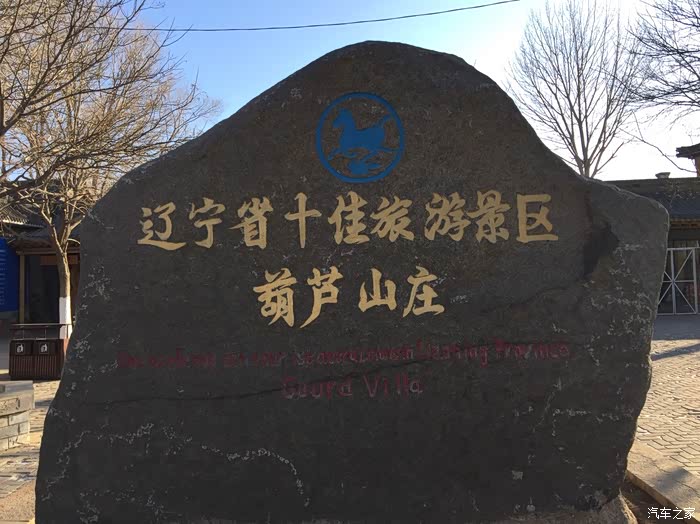 辽宁省十佳旅游景区
葫芦山庄
Province
Gourd Villa
汽车之家